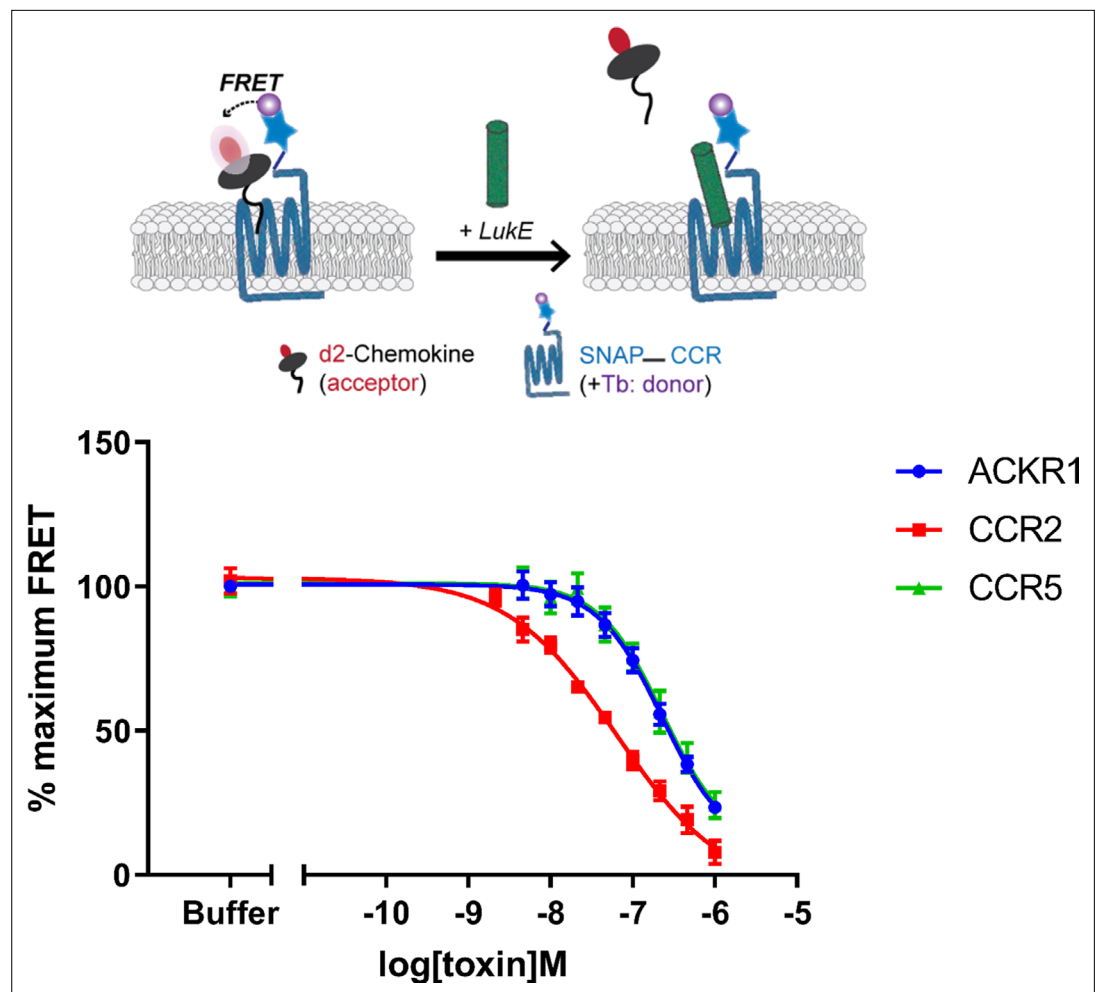 FRET
+ LukE
d2-Chemokine
(acceptor)
SNAP— CCR
(+Tb: donor)
% maximum FRET
150
100
50
0
Buffer -10 -9 -8 -7 -6 -5
log[toxin]M
ACKR1
CCR2
CCR5